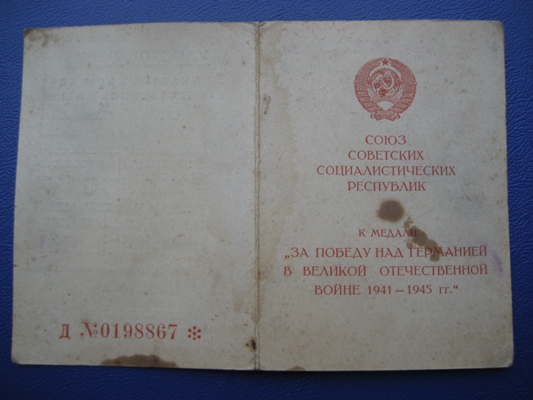 Д №0198867 *
СОЮЗ
СОВЕТСКИХ
СОЦИАЛИСТИЧЕСКИХ
РЕСПУБЛИК
К МЕДАЛИ
„ЗА ПОБЕДУ НАД ГЕРМАНИЕЙ
В ВЕЛИКОЙ ОТЕЧЕСТВЕННОЙ
ВОЙНЕ 1941—1945 гг.“